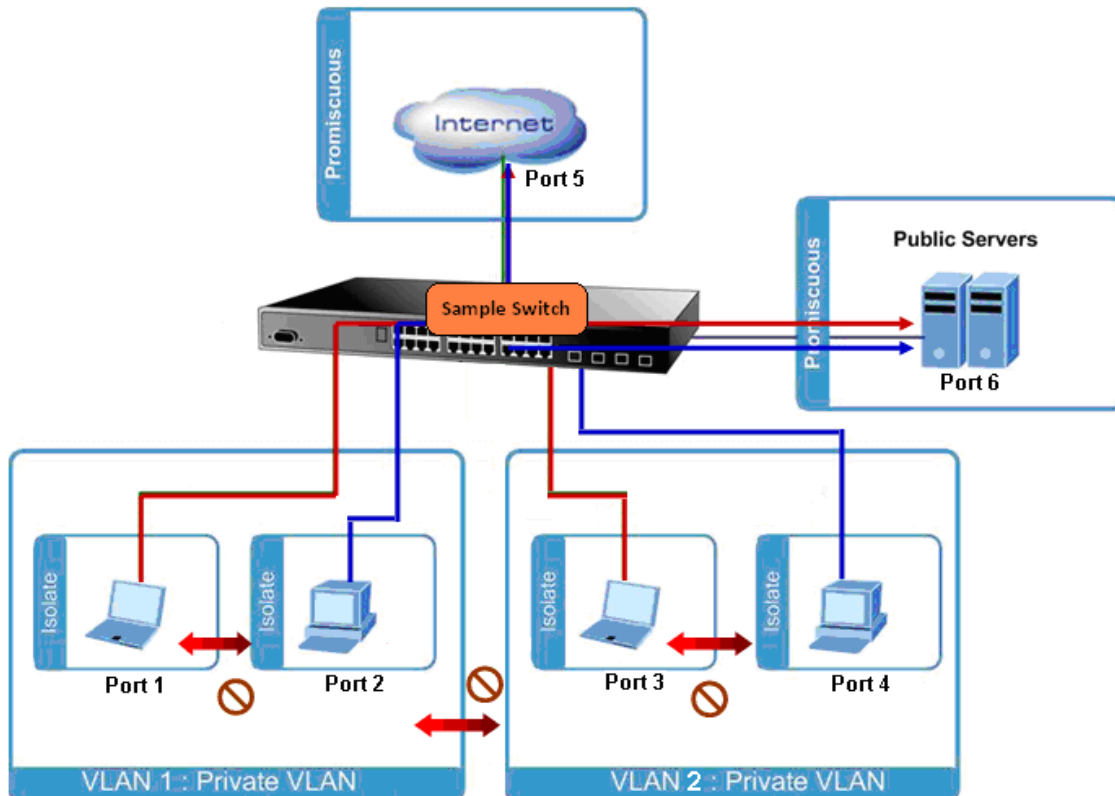 Promiscuous
Internet
Port 5
Promiscuous
Public Servers
Port 6
Sample Switch
Isolate
Port 1
Isolate
Port 2
Isolate
Port 3
Isolate
Port 4
VLAN 1 : Private VLAN
VLAN 2 : Private VLAN